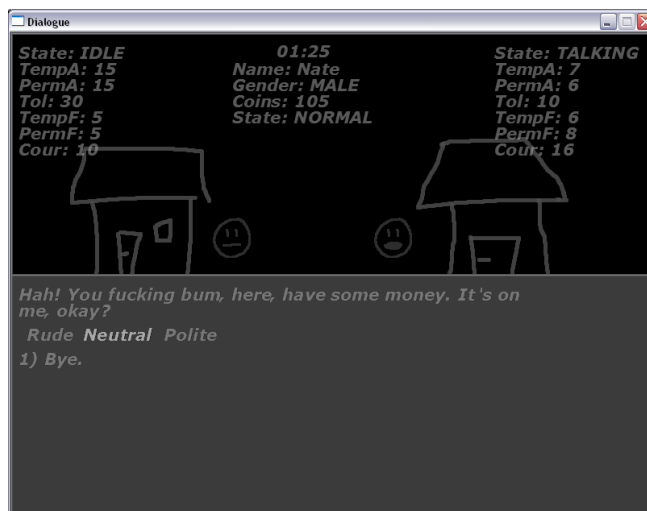 Dialogue
State: IDLE
TempA: 15
PermA: 15
Tol: 30
TempF: 5
PermF: 5
Cour: 10
01:25
Name: Nate
Gender: MALE
Coins: 105
State: NORMAL
State: TALKING
TempA: 7
PermA: 6
Tol: 10
TempF: 6
PermF: 8
Cour: 16
Hah! You fucking bum, here, have some money. It's on
me, okay?
Rude Neutral Polite
1) Bye.